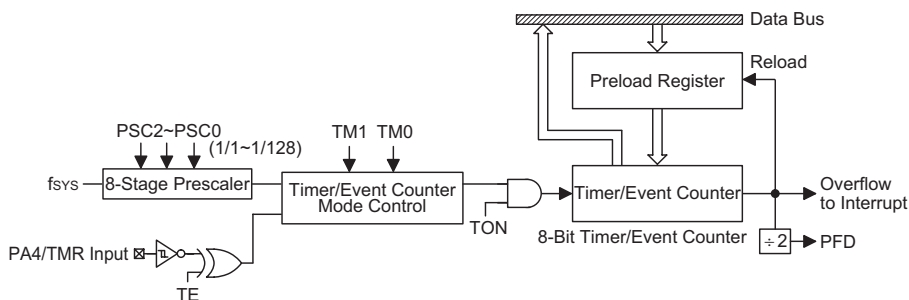 Data Bus
Reload
Preload Register
PSC2~PSC0
(1/1~1/128)
TM1 TM0
fSYS
8-Stage Prescaler
Timer/Event Counter
Mode Control
TON
Timer/Event Counter
8-Bit Timer/Event Counter
Overflow
to Interrupt
÷ 2
PFD
PA4/TMR Input
TE